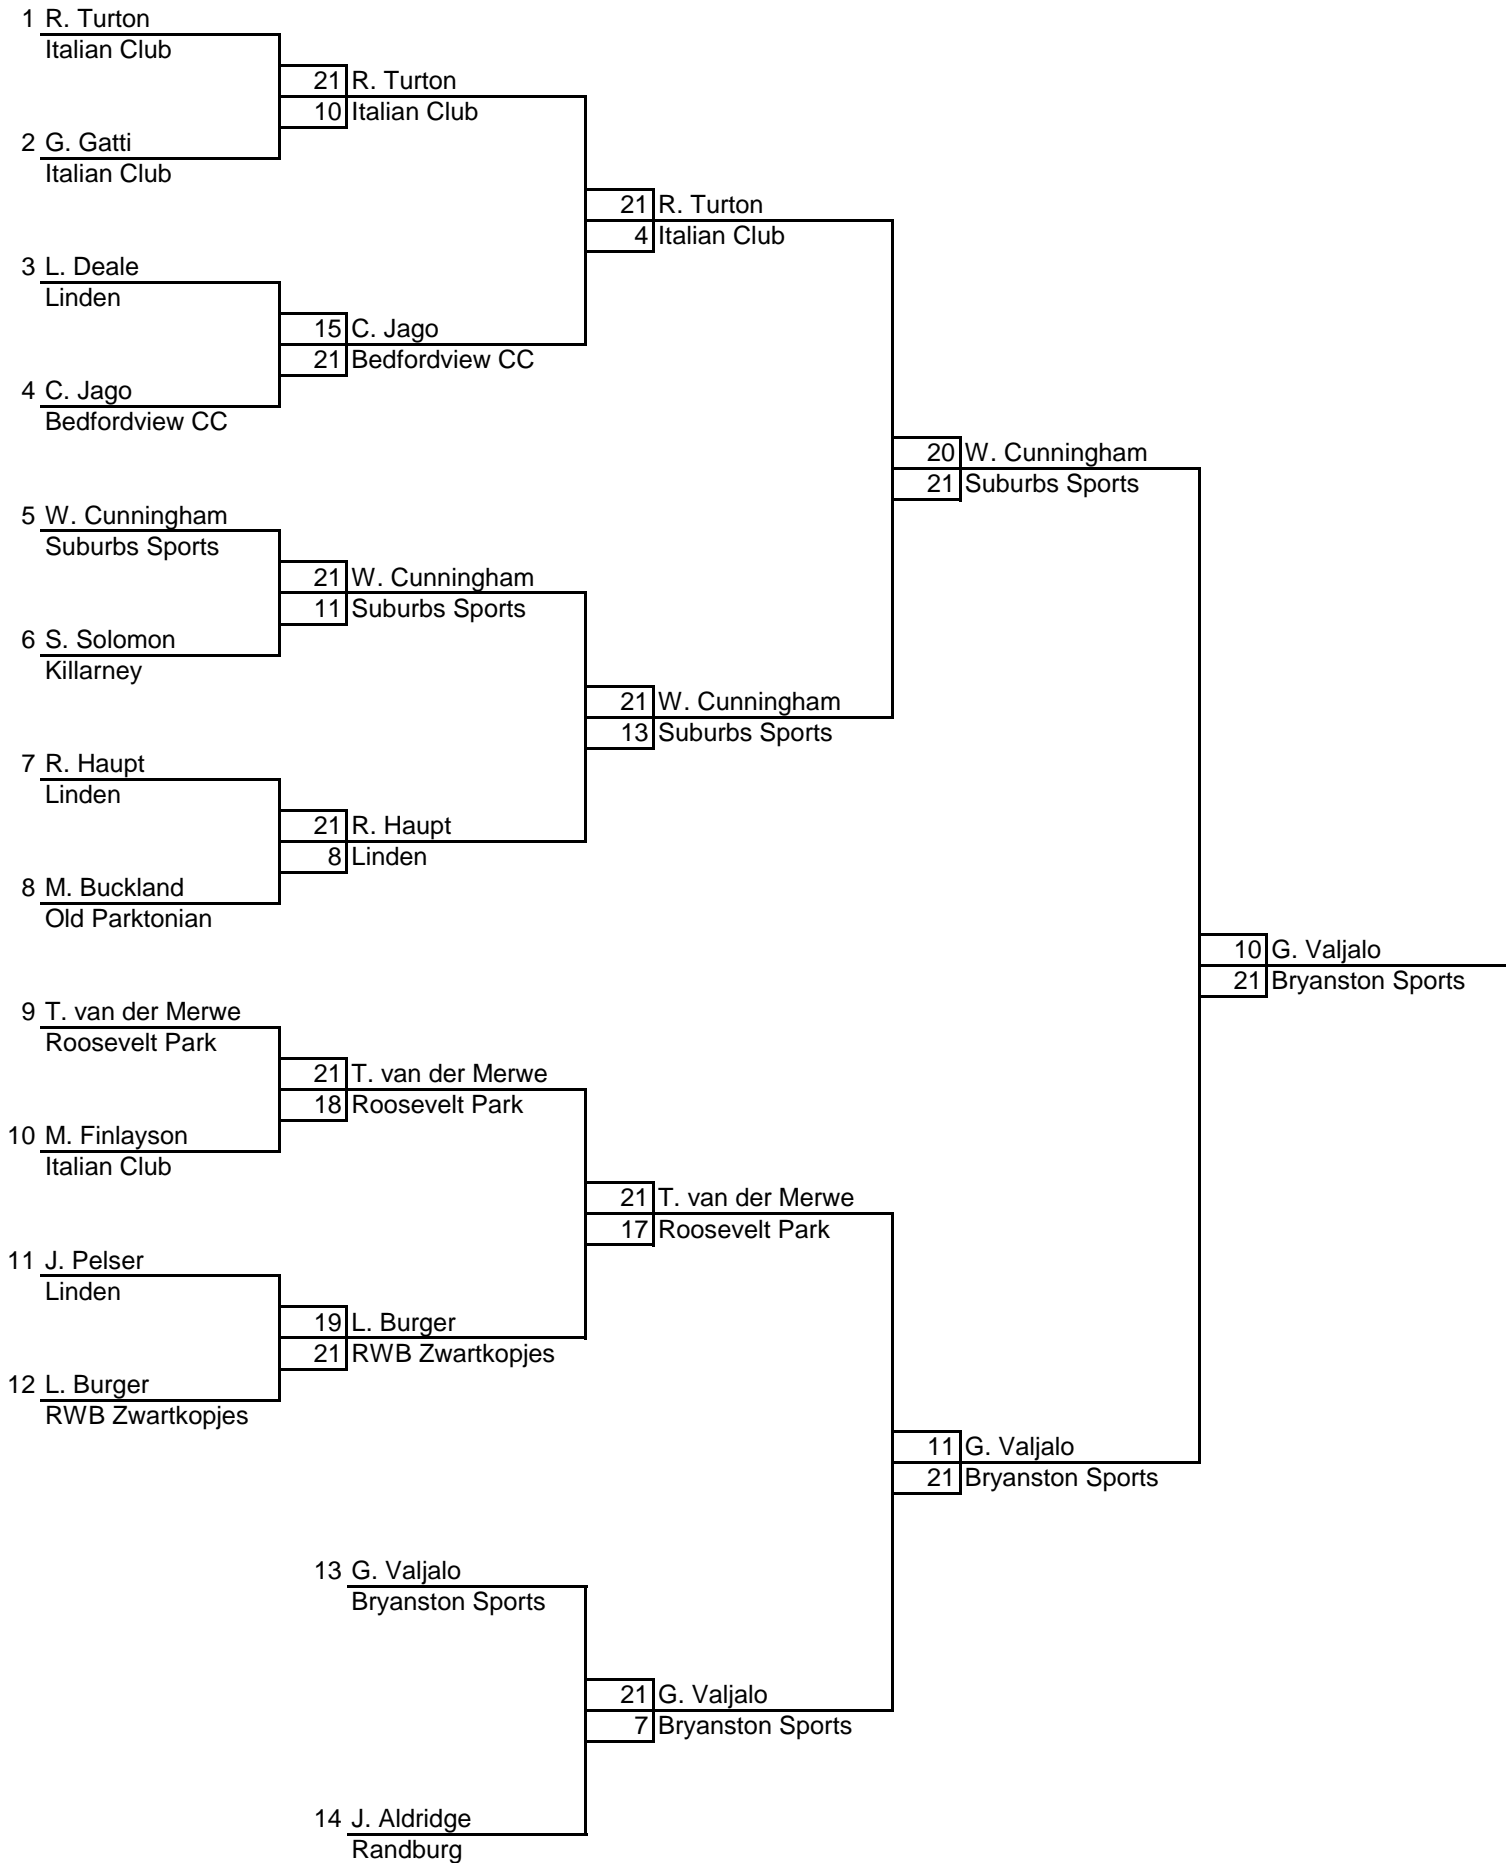 1 R. Turton
Italian Club
21 R. Turton
10 Italian Club
2 G. Gatti
Italian Club
21 R. Turton
4 Italian Club
3 L. Deale
Linden
15 C. Jago
21 Bedfordview CC
4 C. Jago
Bedfordview CC
20 W. Cunningham
21 Suburbs Sports
5 W. Cunningham
Suburbs Sports
21 W. Cunningham
11 Suburbs Sports
6 S. Solomon
Killarney
21 W. Cunningham
13 Suburbs Sports
7 R. Haupt
Linden
21 R. Haupt
8 Linden
8 M. Buckland
Old Parktonian
10 G. Valjalo
21 Bryanston Sports
9 T. van der Merwe
Roosevelt Park
21 T. van der Merwe
18 Roosevelt Park
10 M. Finlayson
Italian Club
21 T. van der Merwe
17 Roosevelt Park
11 J. Pelser
Linden
19 L. Burger
21 RWB Zwartkopjes
12 L. Burger
RWB Zwartkopjes
11 G. Valjalo
21 Bryanston Sports
13 G. Valjalo
Bryanston Sports
21 G. Valjalo
7 Bryanston Sports
14 J. Aldridge
Randburg